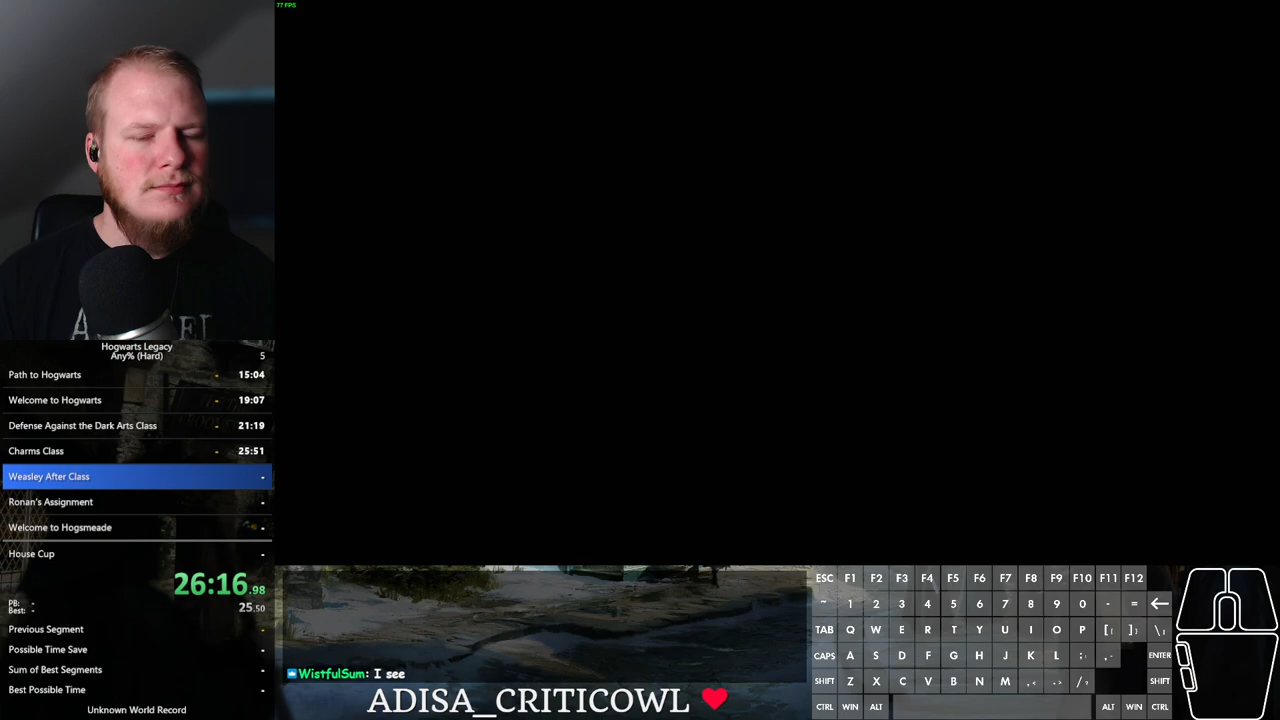 77 FPS
Hogwarts Legacy
Any% (Hard) 5
Path to Hogwarts - 15:04
Welcome to Hogwarts - 19:07
Defense Against the Dark Arts Class - 21:19
Charms Class - 25:51
Weasley After Class -
Ronan's Assignment -
Welcome to Hogsmeade -
House Cup -
26:16.98
PB: -
Best: - 25.50
Previous Segment -
Possible Time Save -
Sum of Best Segments -
Best Possible Time -
Unknown World Record
WistfulSum: I see
ADISA_CRITICOWL
ESC F1 F2 F3 F4 F5 F6 F7 F8 F9 F10 F11 F12
~ 1 2 3 4 5 6 7 8 9 0 - = ←
TAB Q W E R T Y U I O P [{ ]} \|
CAPS A S D F G H J K L ; ENTER
SHIFT Z X C V B N M ,< .> /? SHIFT
CTRL WIN ALT ALT WIN CTRL